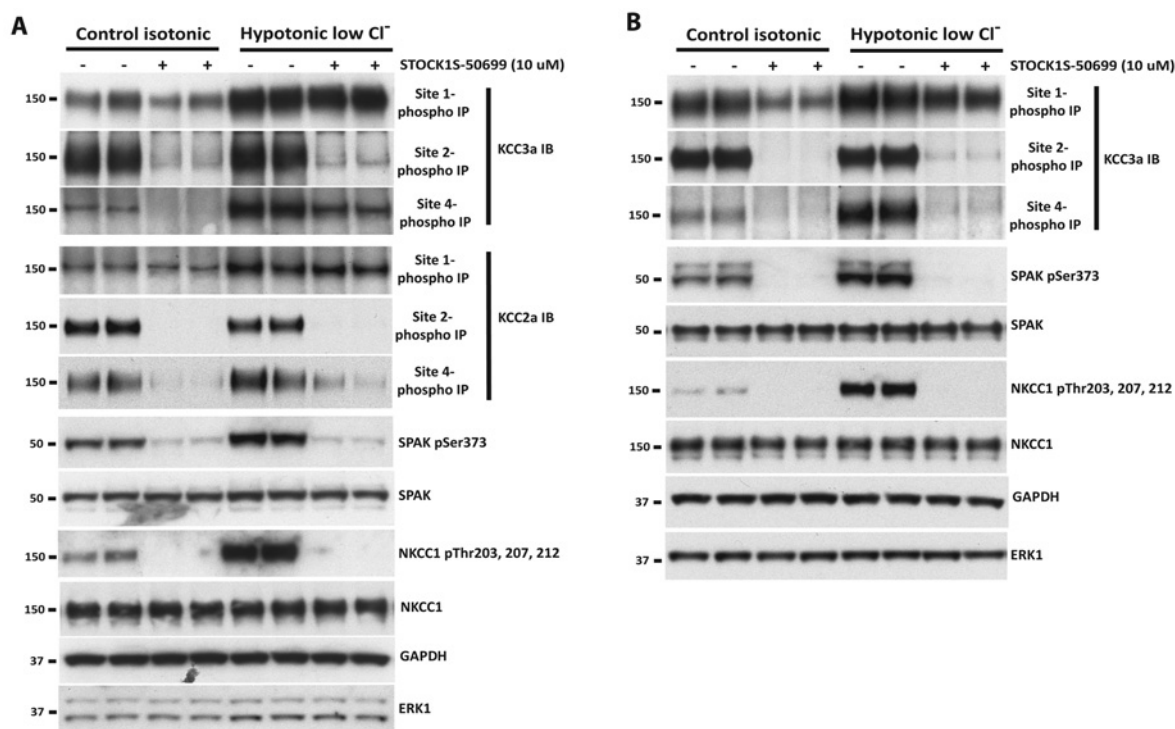 A
Control isotonic Hypotonic low Cl⁻
- - + + - - + + STOCK1S-50699 (10 uM)
150 Site 1-
phospho IP
150 Site 2-
phospho IP
KCC3a IB
150 Site 4-
phospho IP
150 Site 1-
phospho IP
150 Site 2-
phospho IP
KCC2a IB
150 Site 4-
phospho IP
50 SPAK pSer373
50 SPAK
150 NKCC1 pThr203, 207, 212
150 NKCC1
37 GAPDH
37 ERK1
B
Control isotonic Hypotonic low Cl⁻
- - + + - - + + STOCK1S-50699 (10 uM)
150 Site 1-
phospho IP
150 Site 2-
phospho IP
KCC3a IB
150 Site 4-
phospho IP
50 SPAK pSer373
50 SPAK
150 NKCC1 pThr203, 207, 212
150 NKCC1
37 GAPDH
37 ERK1